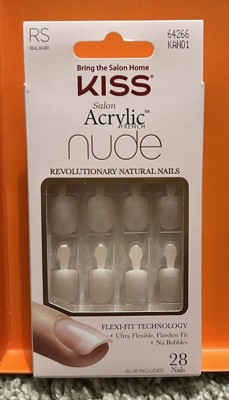 Bring the Salon Home
RS
REAL SHORT
KISS
64266
KAN01
Salon
Acrylic™
FRENCH
nude
REVOLUTIONARY NATURAL NAILS
FLEXI-FIT TECHNOLOGY
• Ultra Flexible, Flawless Fit
• No Bubbles
28
Nails
GLUE INCLUDED